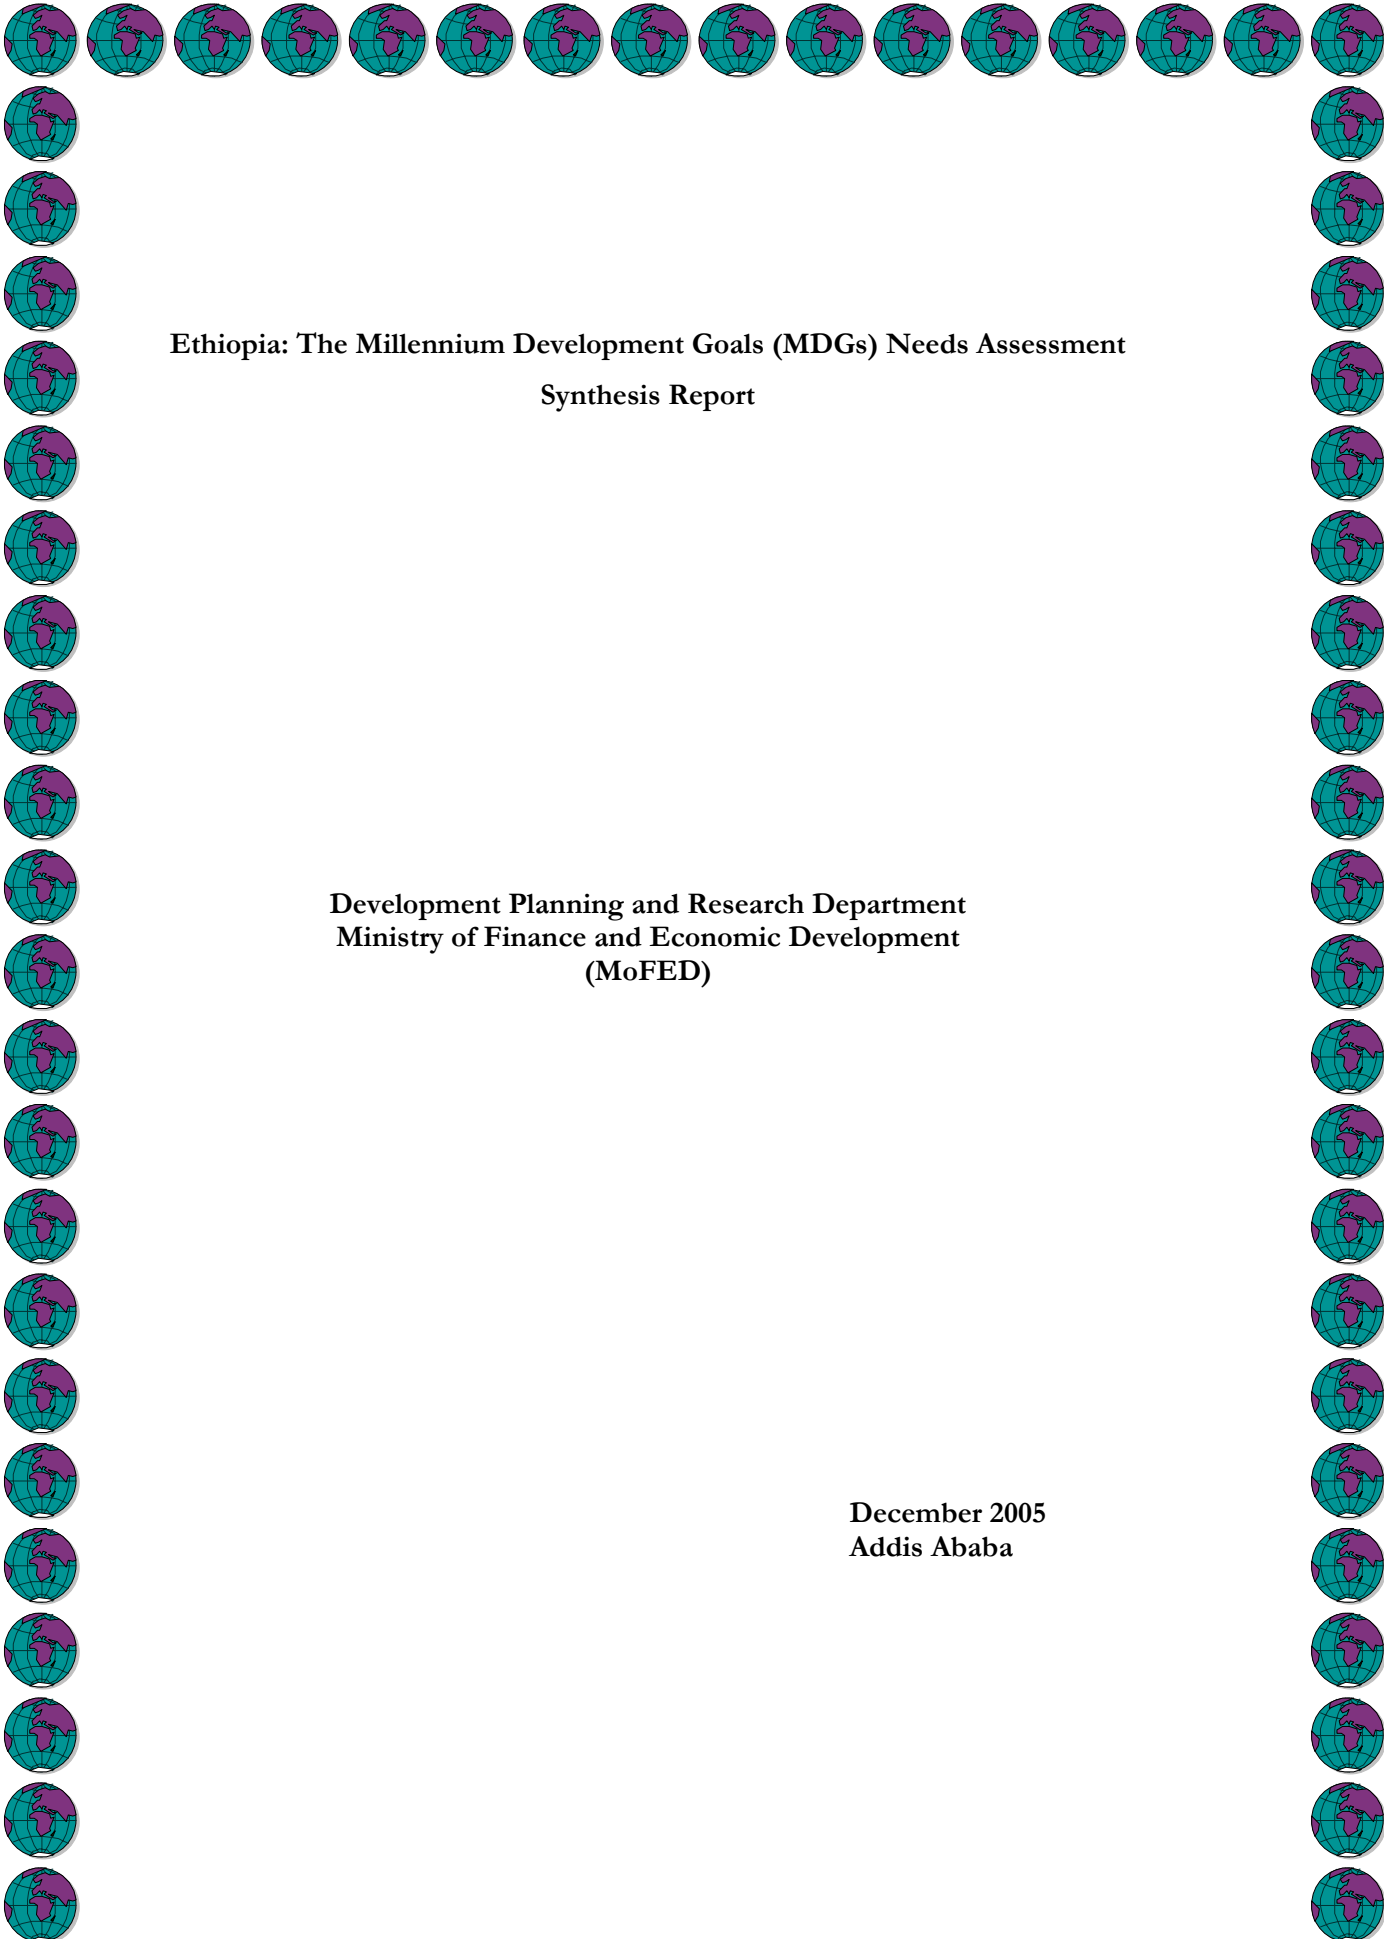 Ethiopia: The Millennium Development Goals (MDGs) Needs Assessment
Synthesis Report
Development Planning and Research Department
Ministry of Finance and Economic Development
(MoFED)
December 2005
Addis Ababa